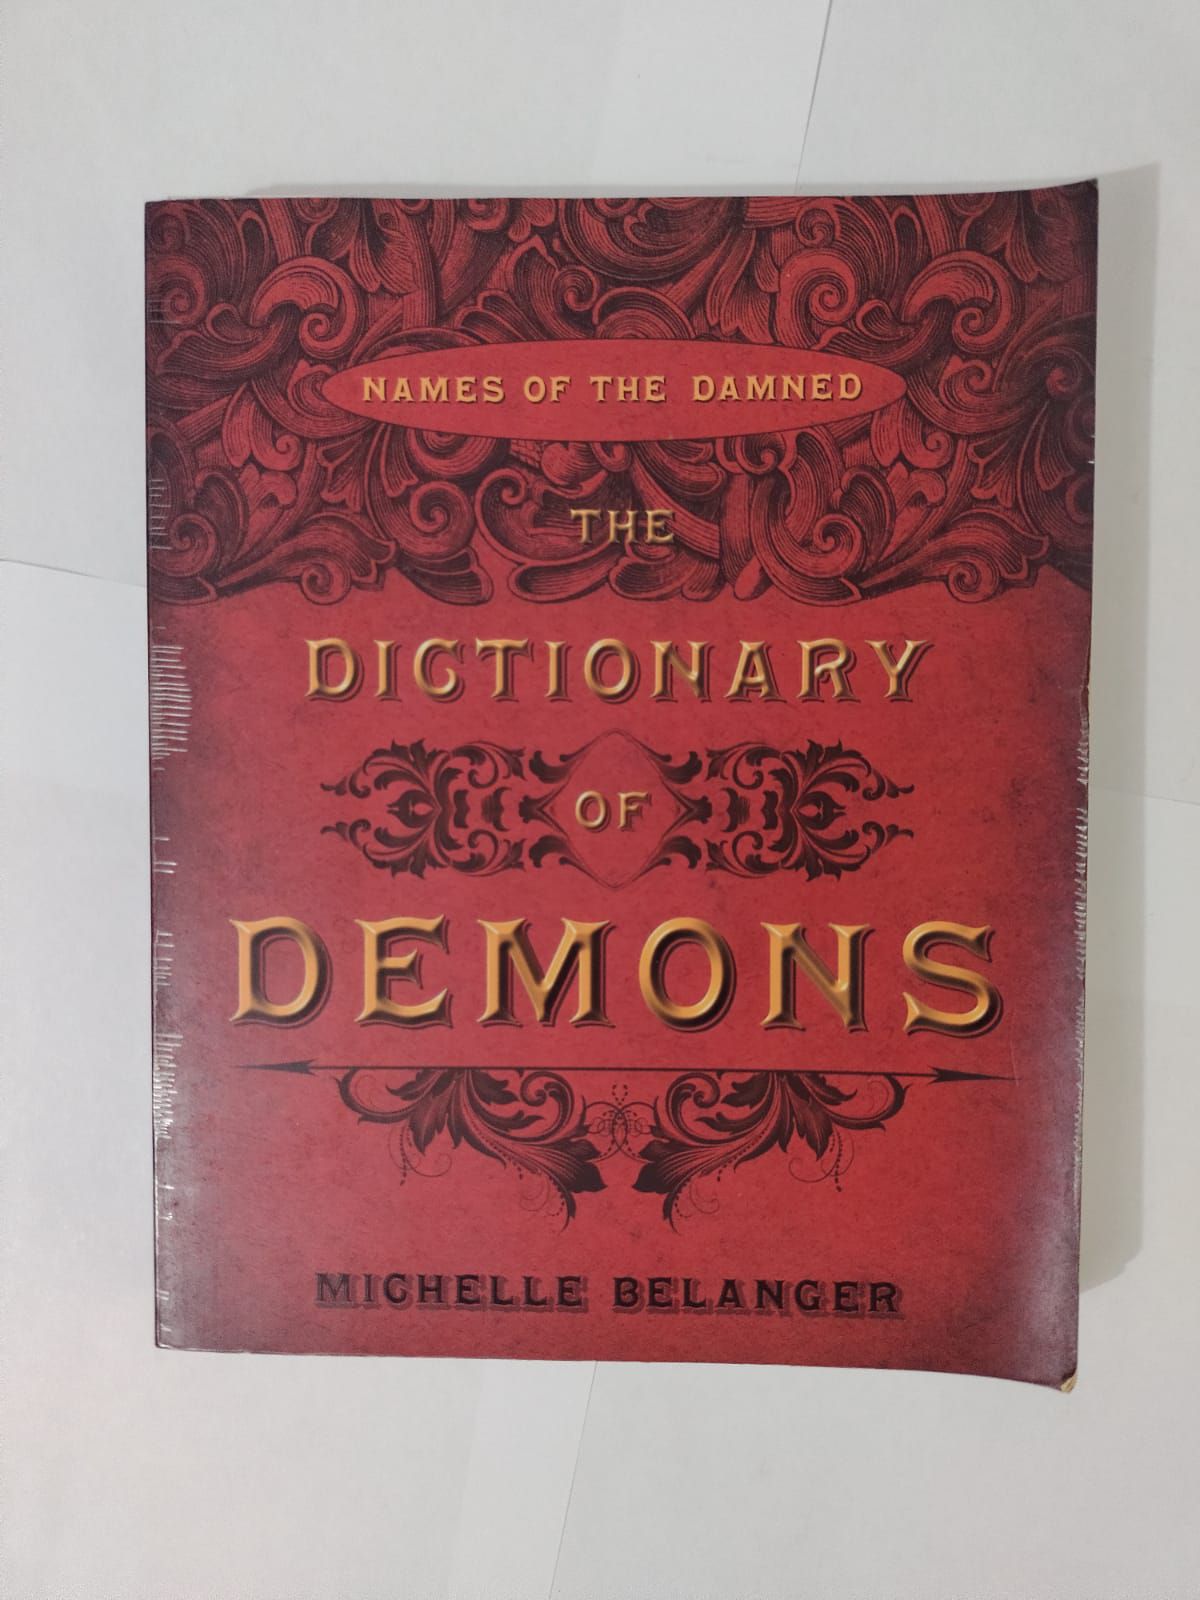 NAMES OF THE DAMNED
THE
DICTIONARY
OF
DEMONS
MICHELLE BELANGER